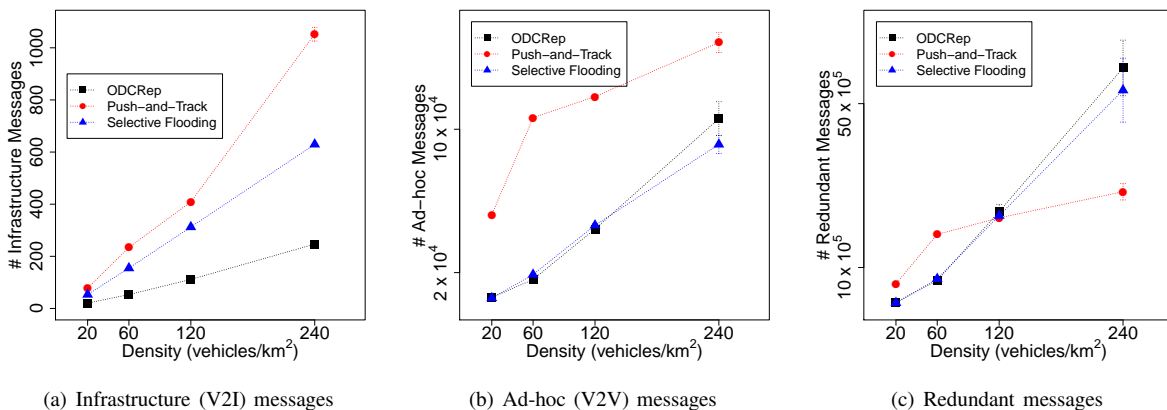 # Infrastructure Messages
0
200
400
600
800
1000
ODCRep
Push−and−Track
Selective Flooding
20
60
120
240
Density (vehicles/km²)
(a) Infrastructure (V2I) messages
# Ad−hoc Messages
2 x 10⁴
10 x 10⁴
ODCRep
Push−and−Track
Selective Flooding
20
60
120
240
Density (vehicles/km²)
(b) Ad-hoc (V2V) messages
# Redundant Messages
10 x 10⁵
50 x 10⁵
ODCRep
Push−and−Track
Selective Flooding
20
60
120
240
Density (vehicles/km²)
(c) Redundant messages